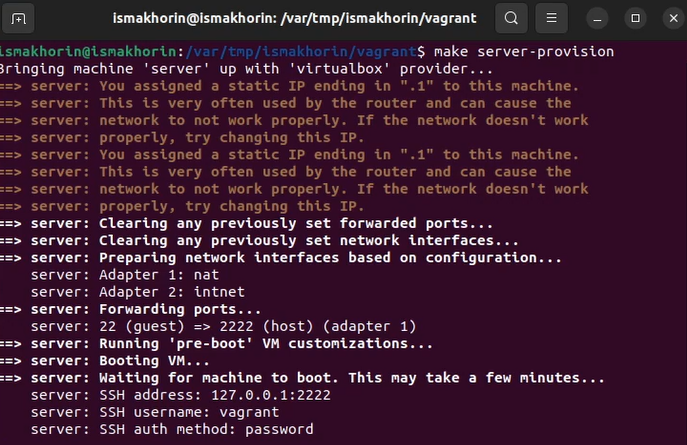 ismakhorin@ismakhorin: /var/tmp/ismakhorin/vagrant
ismakhorin@ismakhorin:/var/tmp/ismakhorin/vagrant$ make server-provision
Bringing machine 'server' up with 'virtualbox' provider...
==> server: You assigned a static IP ending in ".1" to this machine.
==> server: This is very often used by the router and can cause the
==> server: network to not work properly. If the network doesn't work
==> server: properly, try changing this IP.
==> server: You assigned a static IP ending in ".1" to this machine.
==> server: This is very often used by the router and can cause the
==> server: network to not work properly. If the network doesn't work
==> server: properly, try changing this IP.
==> server: Clearing any previously set forwarded ports...
==> server: Clearing any previously set network interfaces...
==> server: Preparing network interfaces based on configuration...
server: Adapter 1: nat
server: Adapter 2: intnet
==> server: Forwarding ports...
server: 22 (guest) => 2222 (host) (adapter 1)
==> server: Running 'pre-boot' VM customizations...
==> server: Booting VM...
==> server: Waiting for machine to boot. This may take a few minutes...
server: SSH address: 127.0.0.1:2222
server: SSH username: vagrant
server: SSH auth method: password